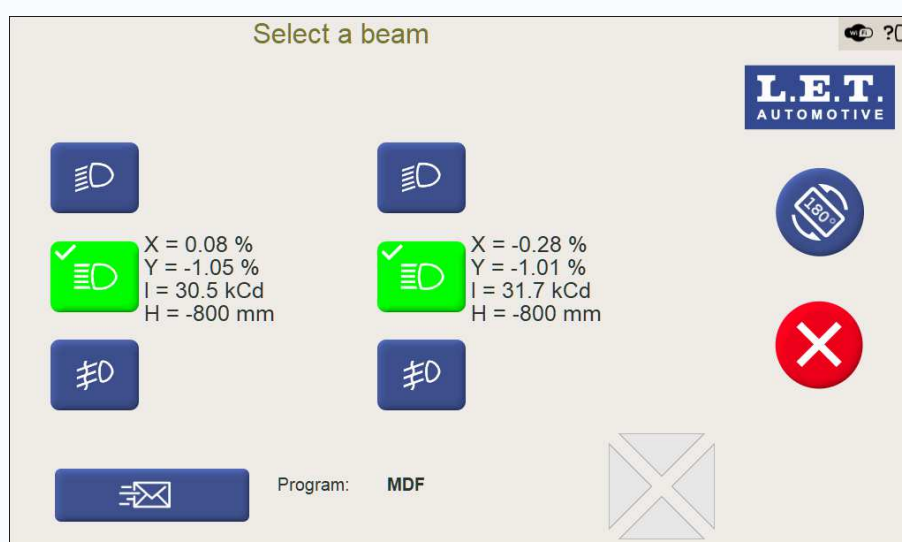 Select a beam
WiFi ?
L.E.T.
AUTOMOTIVE
X = 0.08 %
Y = -1.05 %
I = 30.5 kCd
H = -800 mm
X = -0.28 %
Y = -1.01 %
I = 31.7 kCd
H = -800 mm
180°
Program: MDF